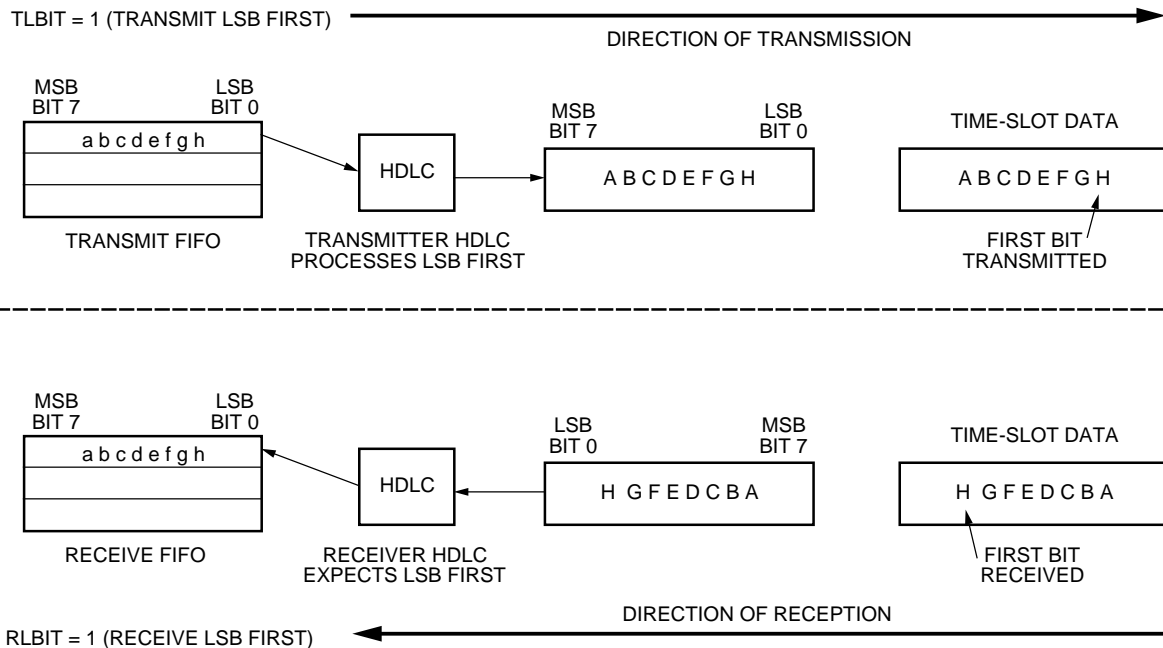 TLBIT = 1 (TRANSMIT LSB FIRST)
DIRECTION OF TRANSMISSION
MSB
BIT 7
LSB
BIT 0
a b c d e f g h
TRANSMIT FIFO
HDLC
TRANSMITTER HDLC
PROCESSES LSB FIRST
MSB
BIT 7
LSB
BIT 0
A B C D E F G H
TIME-SLOT DATA
A B C D E F G H
FIRST BIT
TRANSMITTED
MSB
BIT 7
LSB
BIT 0
a b c d e f g h
RECEIVE FIFO
HDLC
RECEIVER HDLC
EXPECTS LSB FIRST
LSB
BIT 0
MSB
BIT 7
H G F E D C B A
TIME-SLOT DATA
H G F E D C B A
FIRST BIT
RECEIVED
DIRECTION OF RECEPTION
RLBIT = 1 (RECEIVE LSB FIRST)